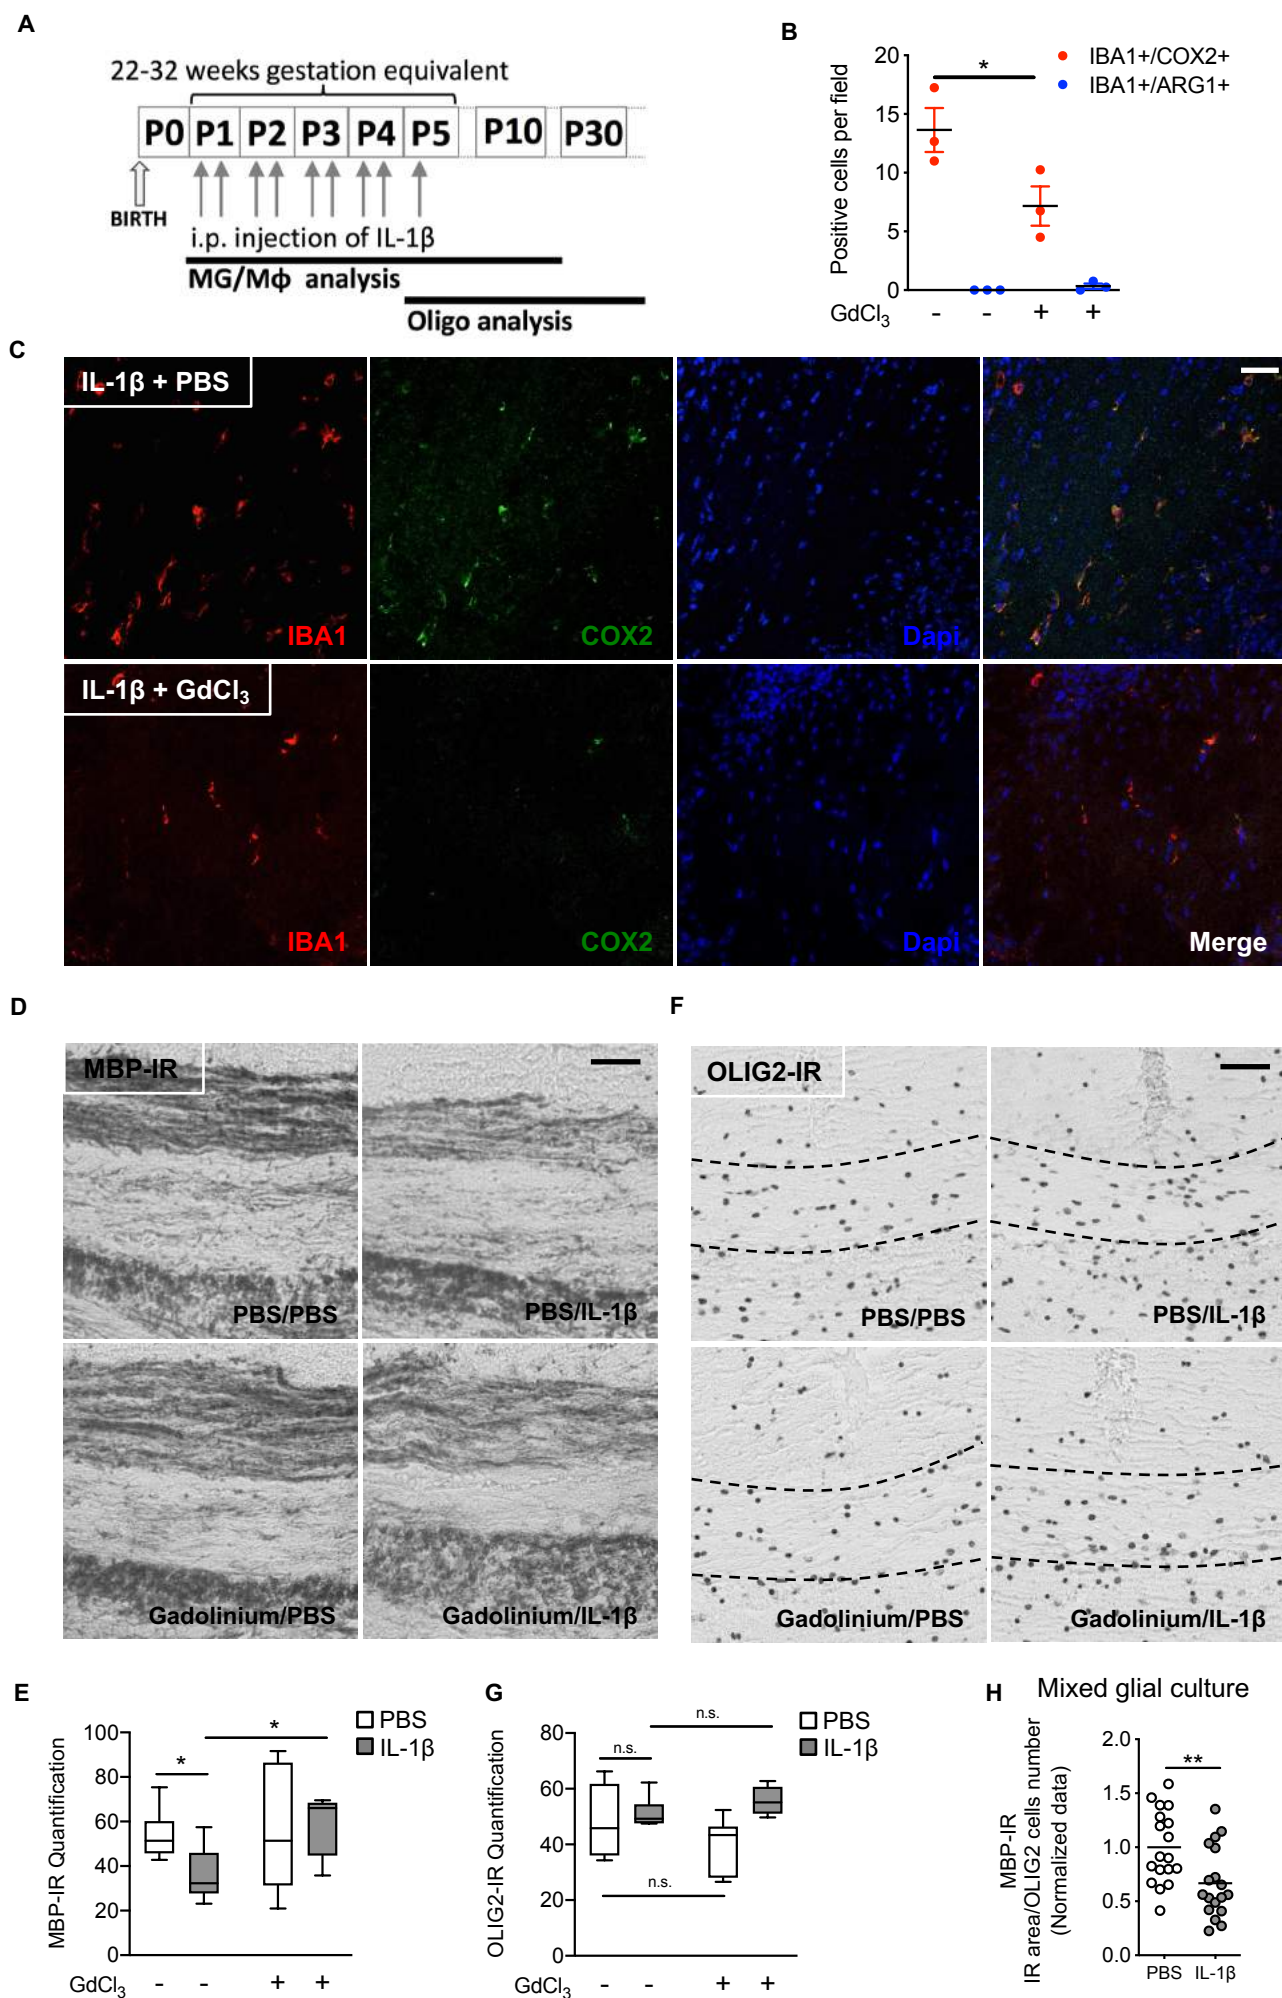 A
22-32 weeks gestation equivalent
P0 P1 P2 P3 P4 P5 P10 P30
BIRTH
i.p. injection of IL-1β
MG/Mϕ analysis
Oligo analysis
B
IBA1+/COX2+
IBA1+/ARG1+
Positive cells per field
20
15
10
5
0
*
GdCl₃ - - + +
C
IL-1β + PBS
IBA1
COX2
Dapi
IL-1β + GdCl₃
IBA1
COX2
Dapi
Merge
D
MBP-IR
PBS/PBS
PBS/IL-1β
Gadolinium/PBS
Gadolinium/IL-1β
F
OLIG2-IR
PBS/PBS
PBS/IL-1β
Gadolinium/PBS
Gadolinium/IL-1β
E
MBP-IR Quantification
100
80
60
40
20
0
*
*
PBS
IL-1β
GdCl₃ - - + +
G
OLIG2-IR Quantification
80
60
40
20
0
n.s.
n.s.
n.s.
PBS
IL-1β
GdCl₃ - - + +
H
Mixed glial culture
MBP-IR
IR area/OLIG2 cells number
(Normalized data)
2.0
1.5
1.0
0.5
0.0
**
PBS IL-1β